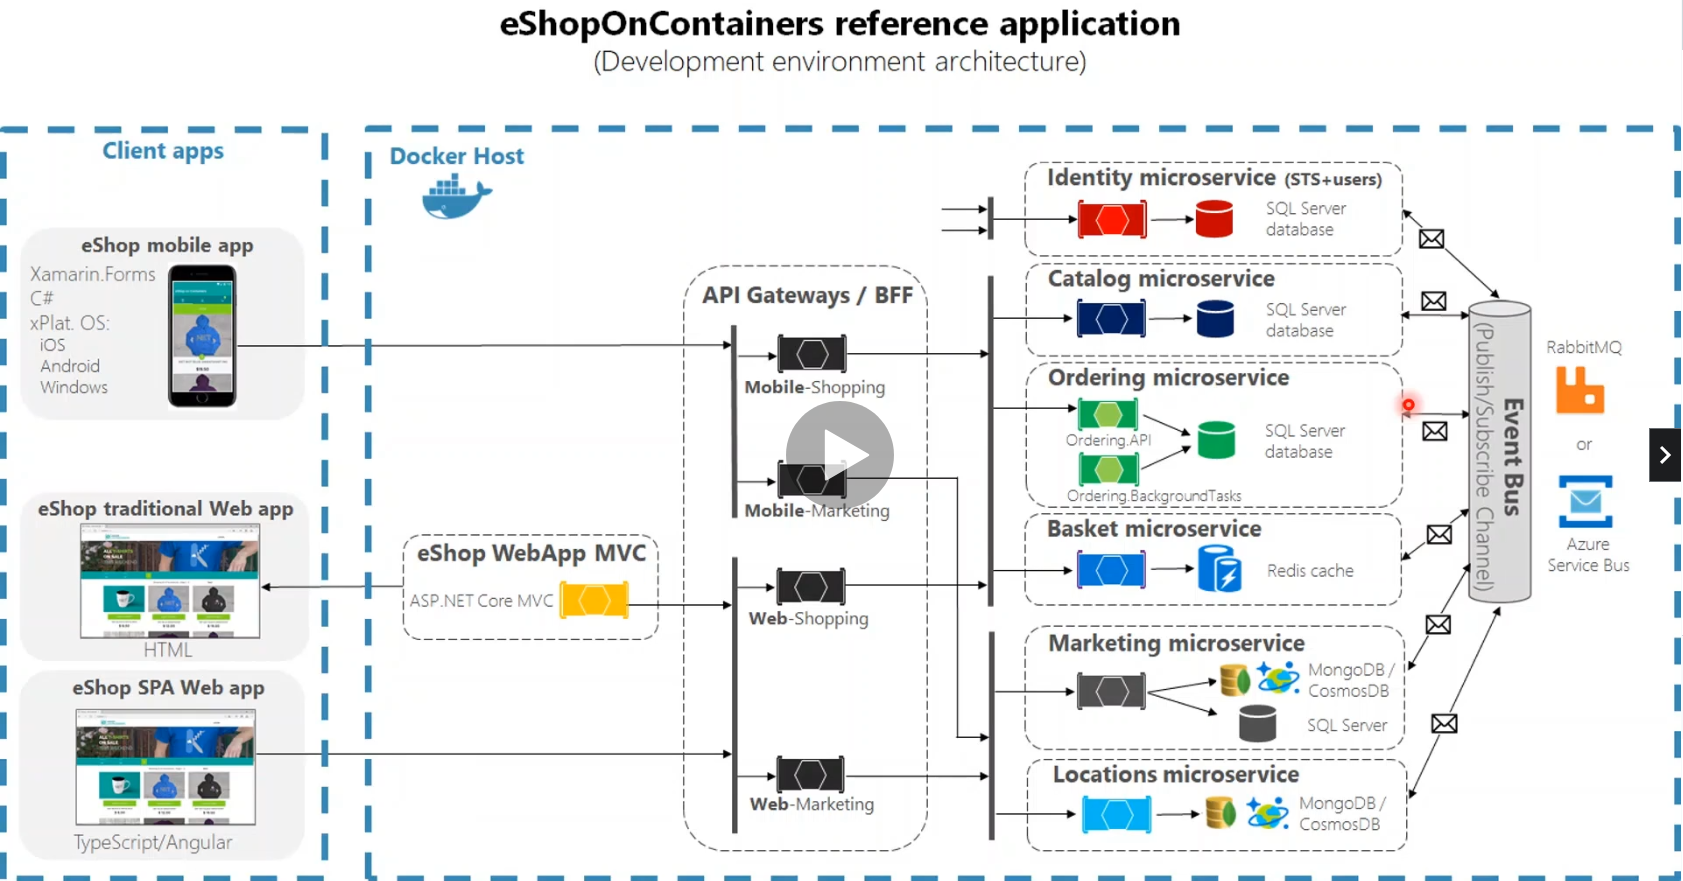 eShopOnContainers reference application
(Development environment architecture)
Client apps
eShop mobile app
Xamarin.Forms
C#
xPlat. OS:
iOS
Android
Windows
eShop traditional Web app
HTML
eShop SPA Web app
TypeScript/Angular
Docker Host
eShop WebApp MVC
ASP.NET Core MVC
API Gateways / BFF
Mobile-Shopping
Mobile-Marketing
Web-Shopping
Web-Marketing
Identity microservice (STS+users)
SQL Server
database
Catalog microservice
SQL Server
database
Ordering microservice
Ordering.API
SQL Server
database
Ordering.BackgroundTasks
Basket microservice
Redis cache
Marketing microservice
MongoDB /
CosmosDB
SQL Server
Locations microservice
MongoDB /
CosmosDB
Event Bus
(Publish/Subscribe Channel)
RabbitMQ
or
Azure
Service Bus